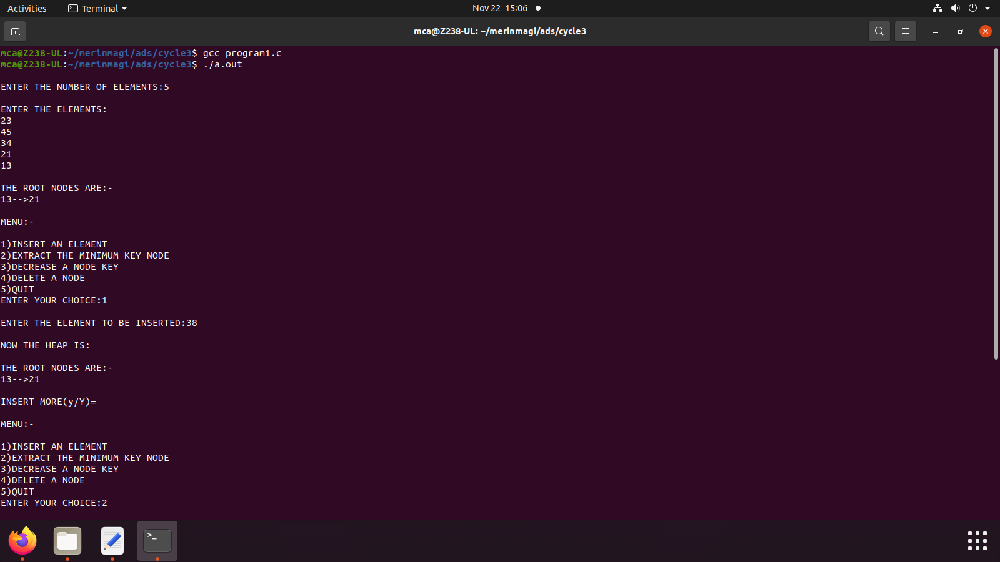 Activities Terminal Nov 22 15:06
mca@Z238-UL: ~/merinmagi/ads/cycle3
mca@Z238-UL:~/merinmagi/ads/cycle3$ gcc program1.c
mca@Z238-UL:~/merinmagi/ads/cycle3$ ./a.out
ENTER THE NUMBER OF ELEMENTS:5
ENTER THE ELEMENTS:
23
45
34
21
13
THE ROOT NODES ARE:-
13-->21
MENU:-
1)INSERT AN ELEMENT
2)EXTRACT THE MINIMUM KEY NODE
3)DECREASE A NODE KEY
4)DELETE A NODE
5)QUIT
ENTER YOUR CHOICE:1
ENTER THE ELEMENT TO BE INSERTED:38
NOW THE HEAP IS:
THE ROOT NODES ARE:-
13-->21
INSERT MORE(y/Y)=
MENU:-
1)INSERT AN ELEMENT
2)EXTRACT THE MINIMUM KEY NODE
3)DECREASE A NODE KEY
4)DELETE A NODE
5)QUIT
ENTER YOUR CHOICE:2